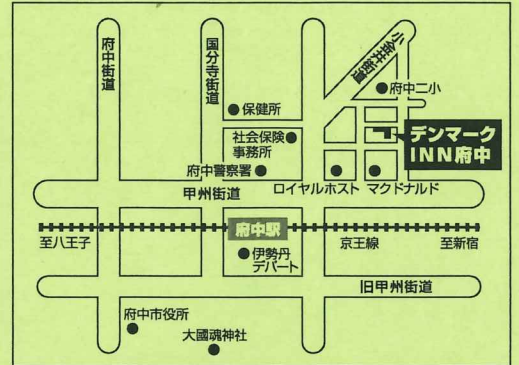 府中街道
国分寺街道
小金井街道
府中二小
保健所
社会保険
事務所
デンマーク
INN府中
府中警察署
ロイヤルホスト
マクドナルド
甲州街道
府中駅
至八王子
京王線
至新宿
伊勢丹
デパート
旧甲州街道
府中市役所
大國魂神社